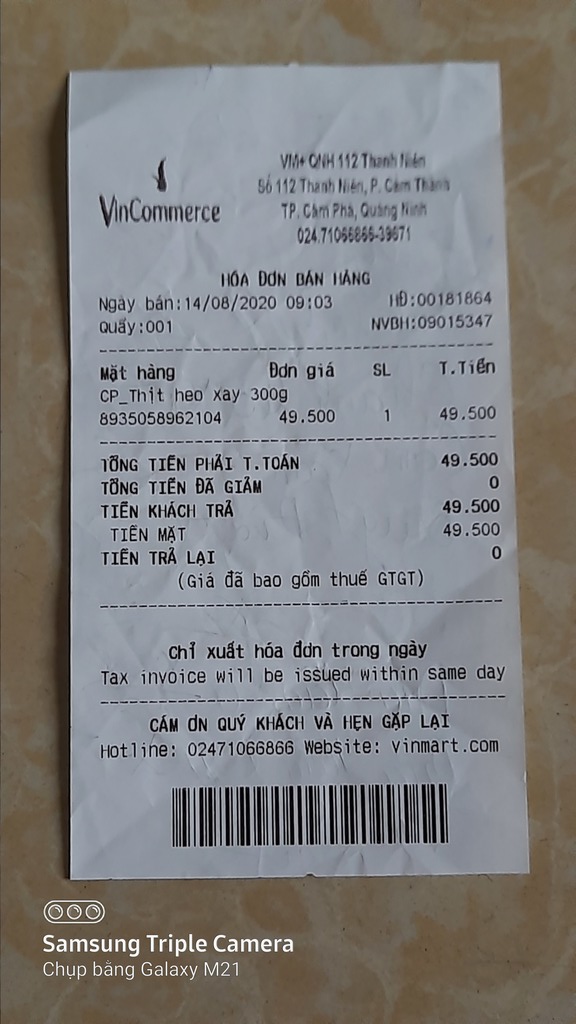 VinCommerce
VM+ QNH 112 Thanh Niên
Số 112 Thanh Niên, P. Cẩm Thành
TP. Cẩm Phả, Quảng Ninh
024.71066866-39671
HÓA ĐƠN BÁN HÀNG
Ngày bán:14/08/2020 09:03 HĐ:00181864
Quầy:001 NVBH:09015347
Mặt hàng Đơn giá SL T.Tiền
CP_Thịt heo xay 300g
8935058962104 49.500 1 49.500
TỔNG TIỀN PHẢI T.TOÁN 49.500
TỔNG TIỀN ĐÃ GIẢM 0
TIỀN KHÁCH TRẢ 49.500
TIỀN MẶT 49.500
TIỀN TRẢ LẠI 0
(Giá đã bao gồm thuế GTGT)
Chỉ xuất hóa đơn trong ngày
Tax invoice will be issued within same day
CÁM ƠN QUÝ KHÁCH VÀ HẸN GẶP LẠI
Hotline: 02471066866 Website: vinmart.com
Samsung Triple Camera
Chụp bằng Galaxy M21